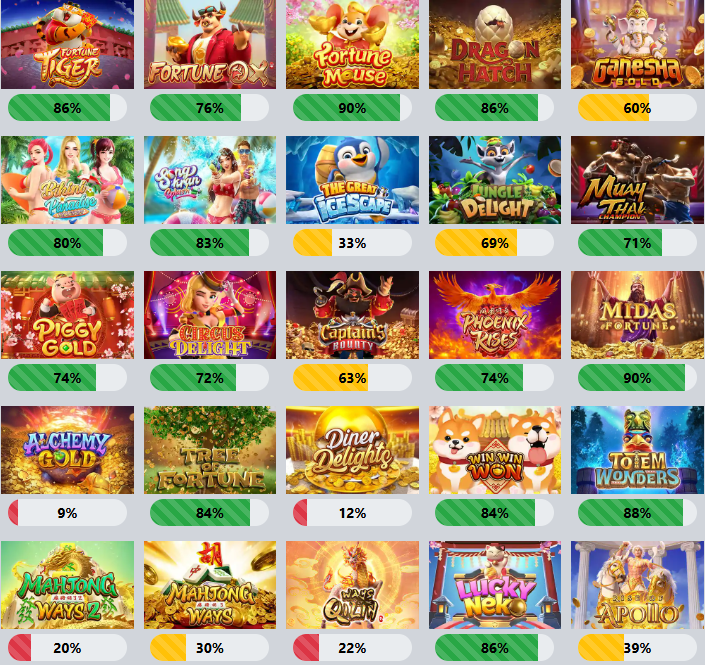 FORTUNE
TIGER
FORTUNE OX
Fortune
Mouse
DRAGON
HATCH
Ganesha
GOLD
86%
76%
90%
86%
60%
Bikini
Paradise
Songkran
Splash
THE GREAT
ICESCAPE
JUNGLE
DELIGHT
MUAY
THAI
CHAMPION
80%
83%
33%
69%
71%
PIGGY
GOLD
CIRCUS
DELIGHT
Captain's
BOUNTY
PHOENIX
RISES
MIDAS
FORTUNE
74%
72%
63%
74%
90%
ALCHEMY
GOLD
TREE
OF
FORTUNE
Diner
Delights
WIN WIN
WON
TOTEM
WONDERS
9%
84%
12%
84%
88%
MAHJONG
WAYS 2
MAHJONG
WAYS
WAYS
OF THE
QILIN
LUCKY
NEKO
RISE OF
APOLLO
20%
30%
22%
86%
39%